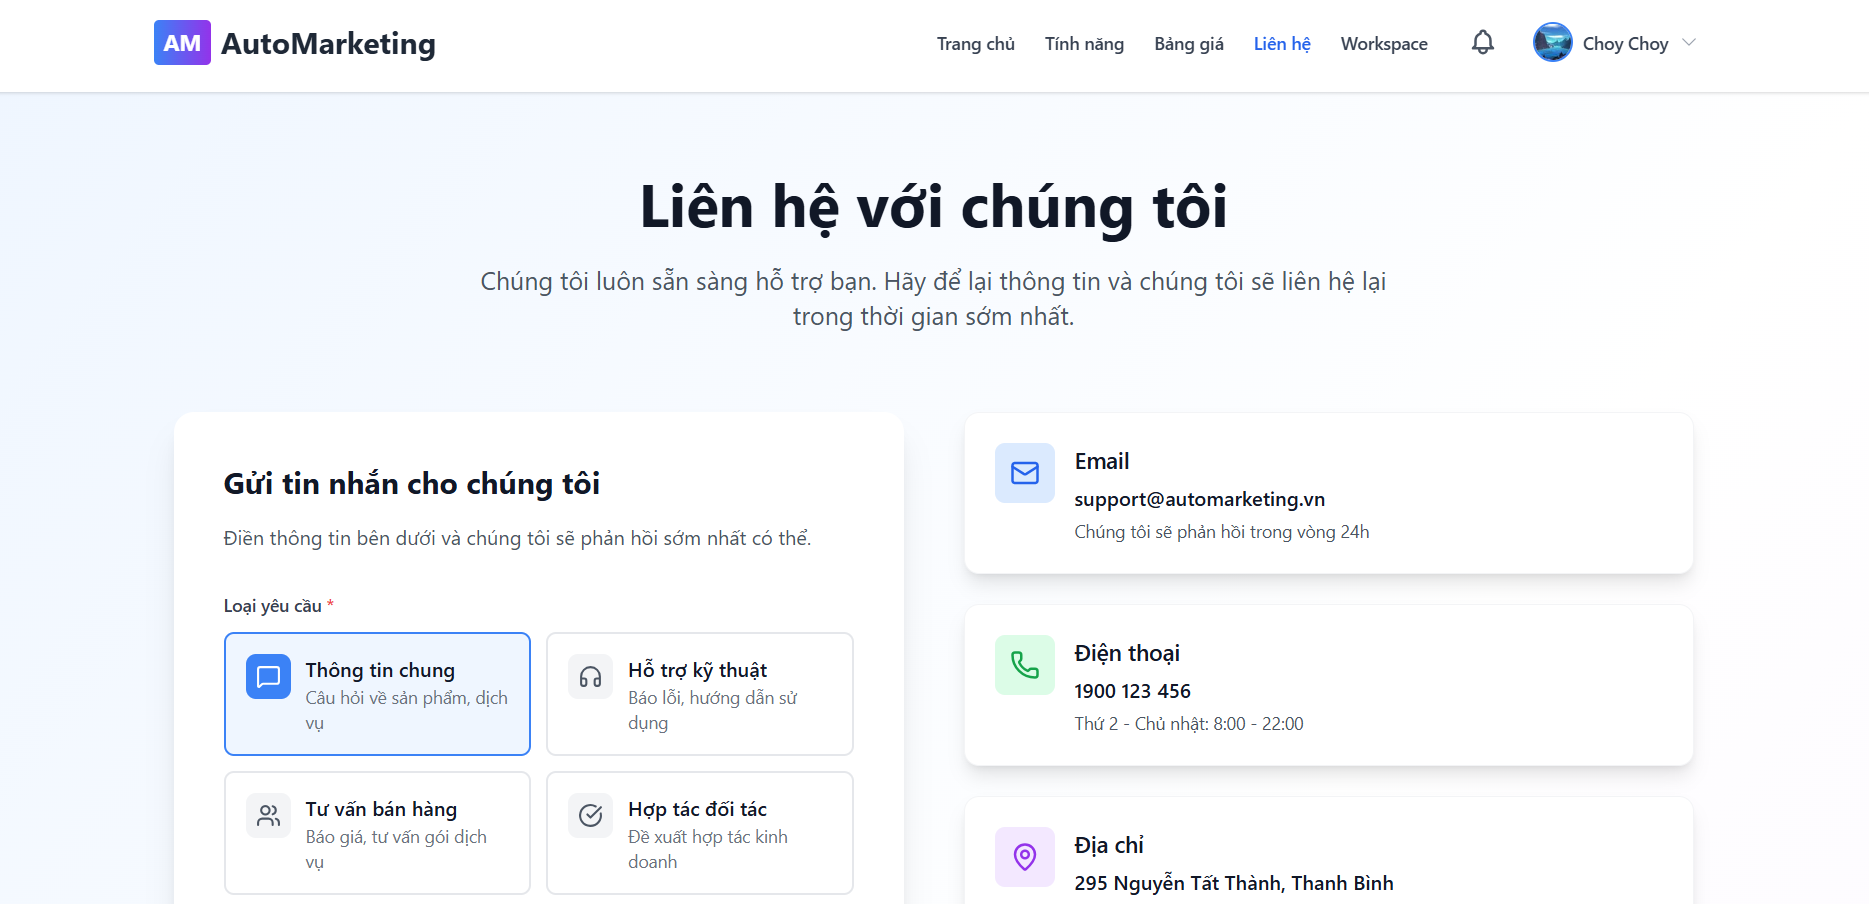 AM AutoMarketing
Trang chủ Tính năng Bảng giá Liên hệ Workspace Choy Choy
Liên hệ với chúng tôi
Chúng tôi luôn sẵn sàng hỗ trợ bạn. Hãy để lại thông tin và chúng tôi sẽ liên hệ lại
trong thời gian sớm nhất.
Gửi tin nhắn cho chúng tôi
Điền thông tin bên dưới và chúng tôi sẽ phản hồi sớm nhất có thể.
Loại yêu cầu *
Thông tin chung
Câu hỏi về sản phẩm, dịch
vụ
Hỗ trợ kỹ thuật
Báo lỗi, hướng dẫn sử
dụng
Tư vấn bán hàng
Báo giá, tư vấn gói dịch
vụ
Hợp tác đối tác
Đề xuất hợp tác kinh
doanh
Email
support@automarketing.vn
Chúng tôi sẽ phản hồi trong vòng 24h
Điện thoại
1900 123 456
Thứ 2 - Chủ nhật: 8:00 - 22:00
Địa chỉ
295 Nguyễn Tất Thành, Thanh Bình